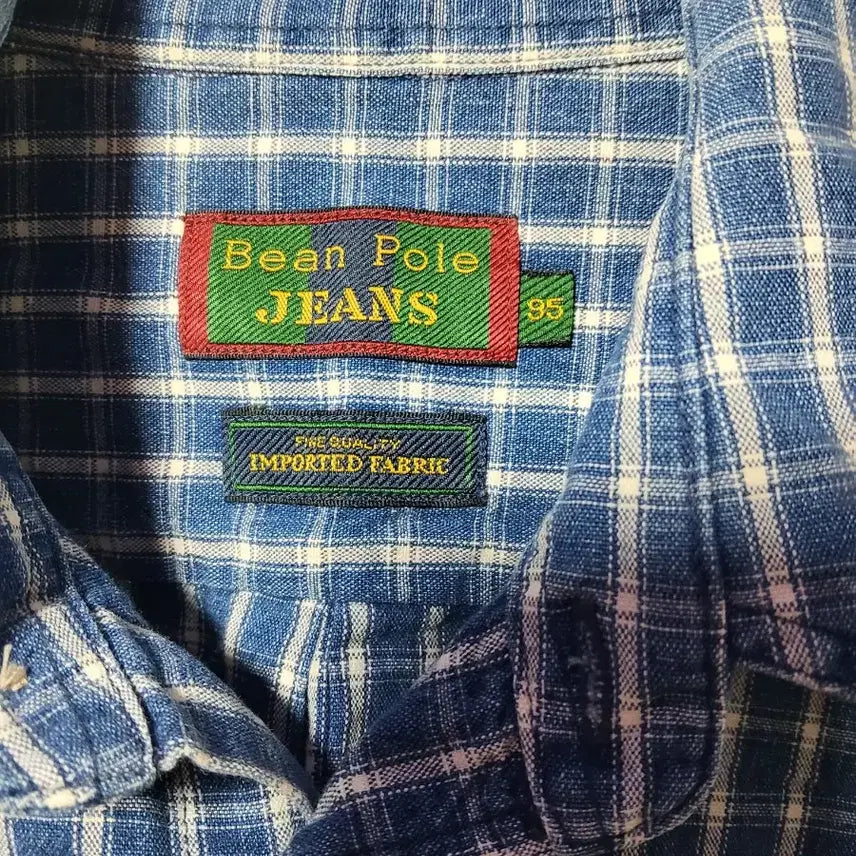 Bean Pole
JEANS
95
FINE QUALITY
IMPORTED FABRIC